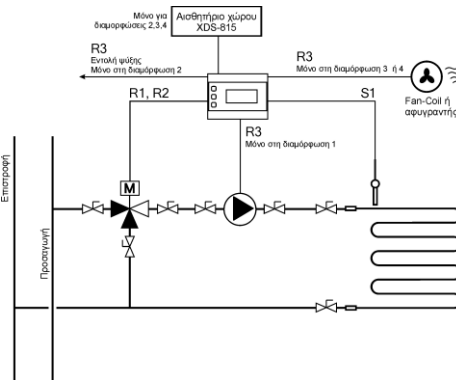 Μόνο για
διαμορφώσεις 2,3,4
Αισθητήριο χώρου
XDS-815
R3
Εντολή ψύξης
Μόνο στη διαμόρφωση 2
R3
Μόνο στη διαμόρφωση 3 ή 4
R1, R2
S1
Fan-Coil ή
αφυγραντής
R3
Μόνο στη διαμόρφωση 1
M
Επιστροφή
Προσαγωγή